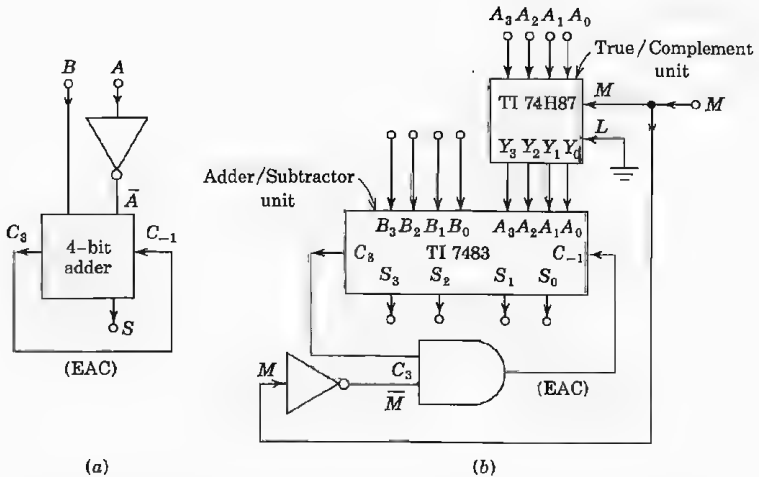 B A
A̅
C₃ C₋₁
4-bit
adder
S
(EAC)
(a)
A₃ A₂ A₁ A₀
True/Complement
unit
TI 74H87
M
M
L
Y₃ Y₂ Y₁ Y₀
Adder/Subtractor
unit
B₃ B₂ B₁ B₀ A₃ A₂ A₁ A₀
C₃ TI 7483 C₋₁
S₃ S₂ S₁ S₀
M
C₃
M̅
(EAC)
(b)